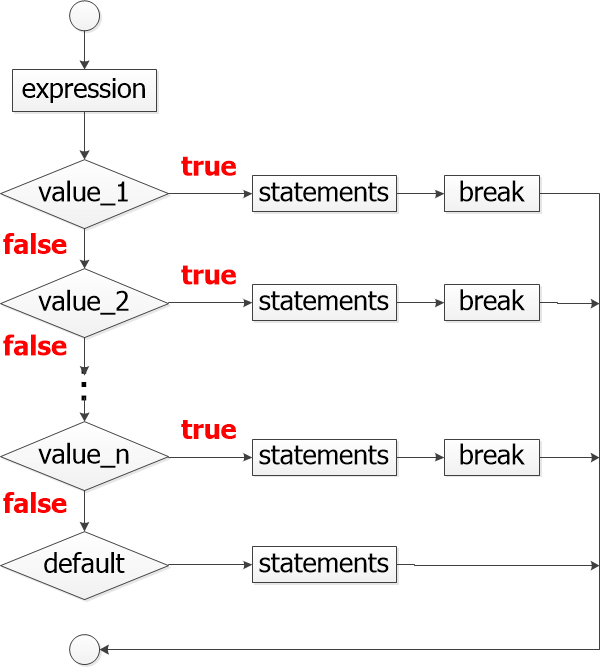 expression
value_1
true
statements
break
false
value_2
true
statements
break
false
value_n
true
statements
break
false
default
statements